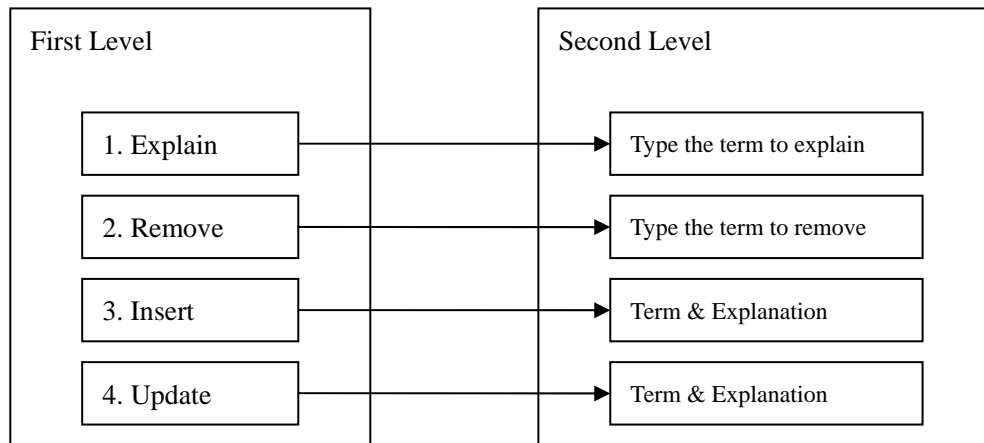 First Level
Second Level
1. Explain
Type the term to explain
2. Remove
Type the term to remove
3. Insert
Term & Explanation
4. Update
Term & Explanation